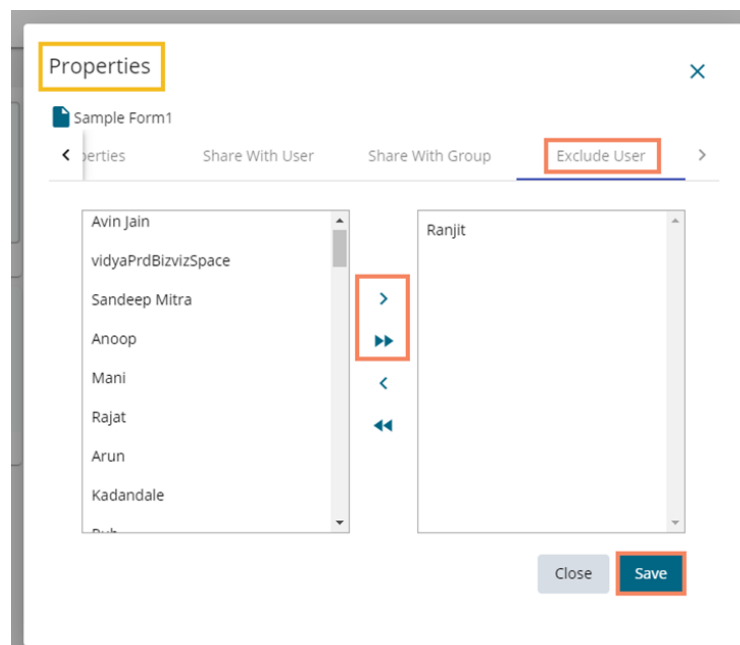 Properties
Sample Form1
perties Share With User Share With Group Exclude User
Avin Jain
Ranjit
vidyaPrdBizvizSpace
Sandeep Mitra
Anoop
Mani
Rajat
Arun
Kadandale
Close Save